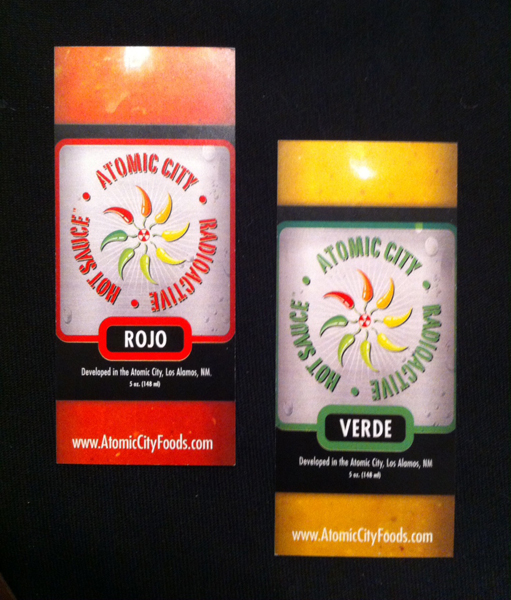 ATOMIC CITY • RADIOACTIVE • HOT SAUCE™ •
ROJO
Developed in the Atomic City, Los Alamos, NM.
5 oz. (148 ml)
www.AtomicCityFoods.com
ATOMIC CITY • RADIOACTIVE • HOT SAUCE™ •
VERDE
Developed in the Atomic City, Los Alamos, NM
5 oz. (148 ml)
www.AtomicCityFoods.com